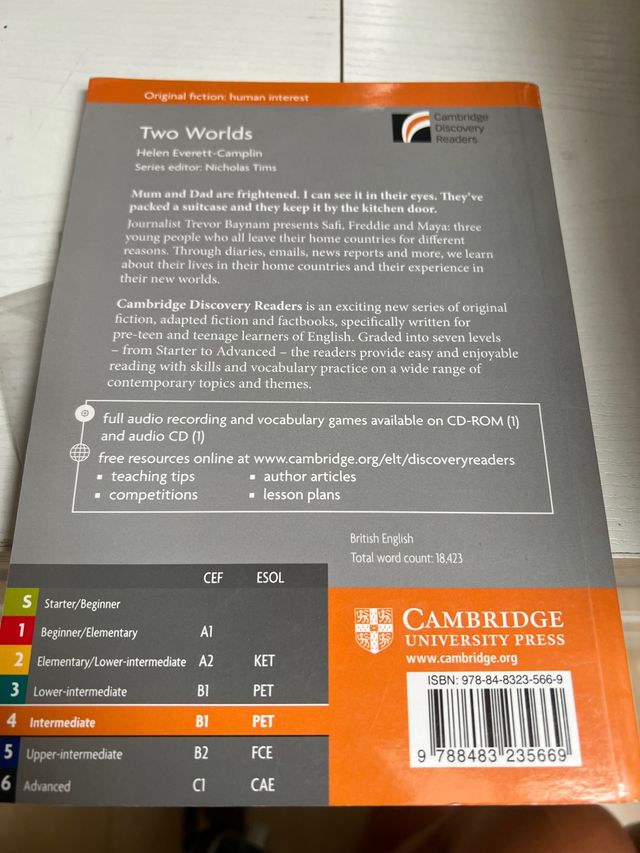 Original fiction: human interest
Cambridge
Discovery
Readers
Two Worlds
Helen Everett-Camplin
Series editor: Nicholas Tims
Mum and Dad are frightened. I can see it in their eyes. They've
packed a suitcase and they keep it by the kitchen door.
Journalist Trevor Baynam presents Safi, Freddie and Maya: three
young people who all leave their home countries for different
reasons. Through diaries, emails, news reports and more, we learn
about their lives in their home countries and their experience in
their new worlds.
Cambridge Discovery Readers is an exciting new series of original
fiction, adapted fiction and factbooks, specifically written for
pre-teen and teenage learners of English. Graded into seven levels
– from Starter to Advanced – the readers provide easy and enjoyable
reading with skills and vocabulary practice on a wide range of
contemporary topics and themes.
full audio recording and vocabulary games available on CD-ROM (1)
and audio CD (1)
free resources online at www.cambridge.org/elt/discoveryreaders
▪ teaching tips ▪ author articles
▪ competitions ▪ lesson plans
British English
Total word count: 18,423
CEF ESOL
S Starter/Beginner
1 Beginner/Elementary A1
2 Elementary/Lower-intermediate A2 KET
3 Lower-intermediate B1 PET
4 Intermediate B1 PET
5 Upper-intermediate B2 FCE
6 Advanced C1 CAE
CAMBRIDGE
UNIVERSITY PRESS
www.cambridge.org
ISBN: 978-84-8323-566-9
9 788483 235669